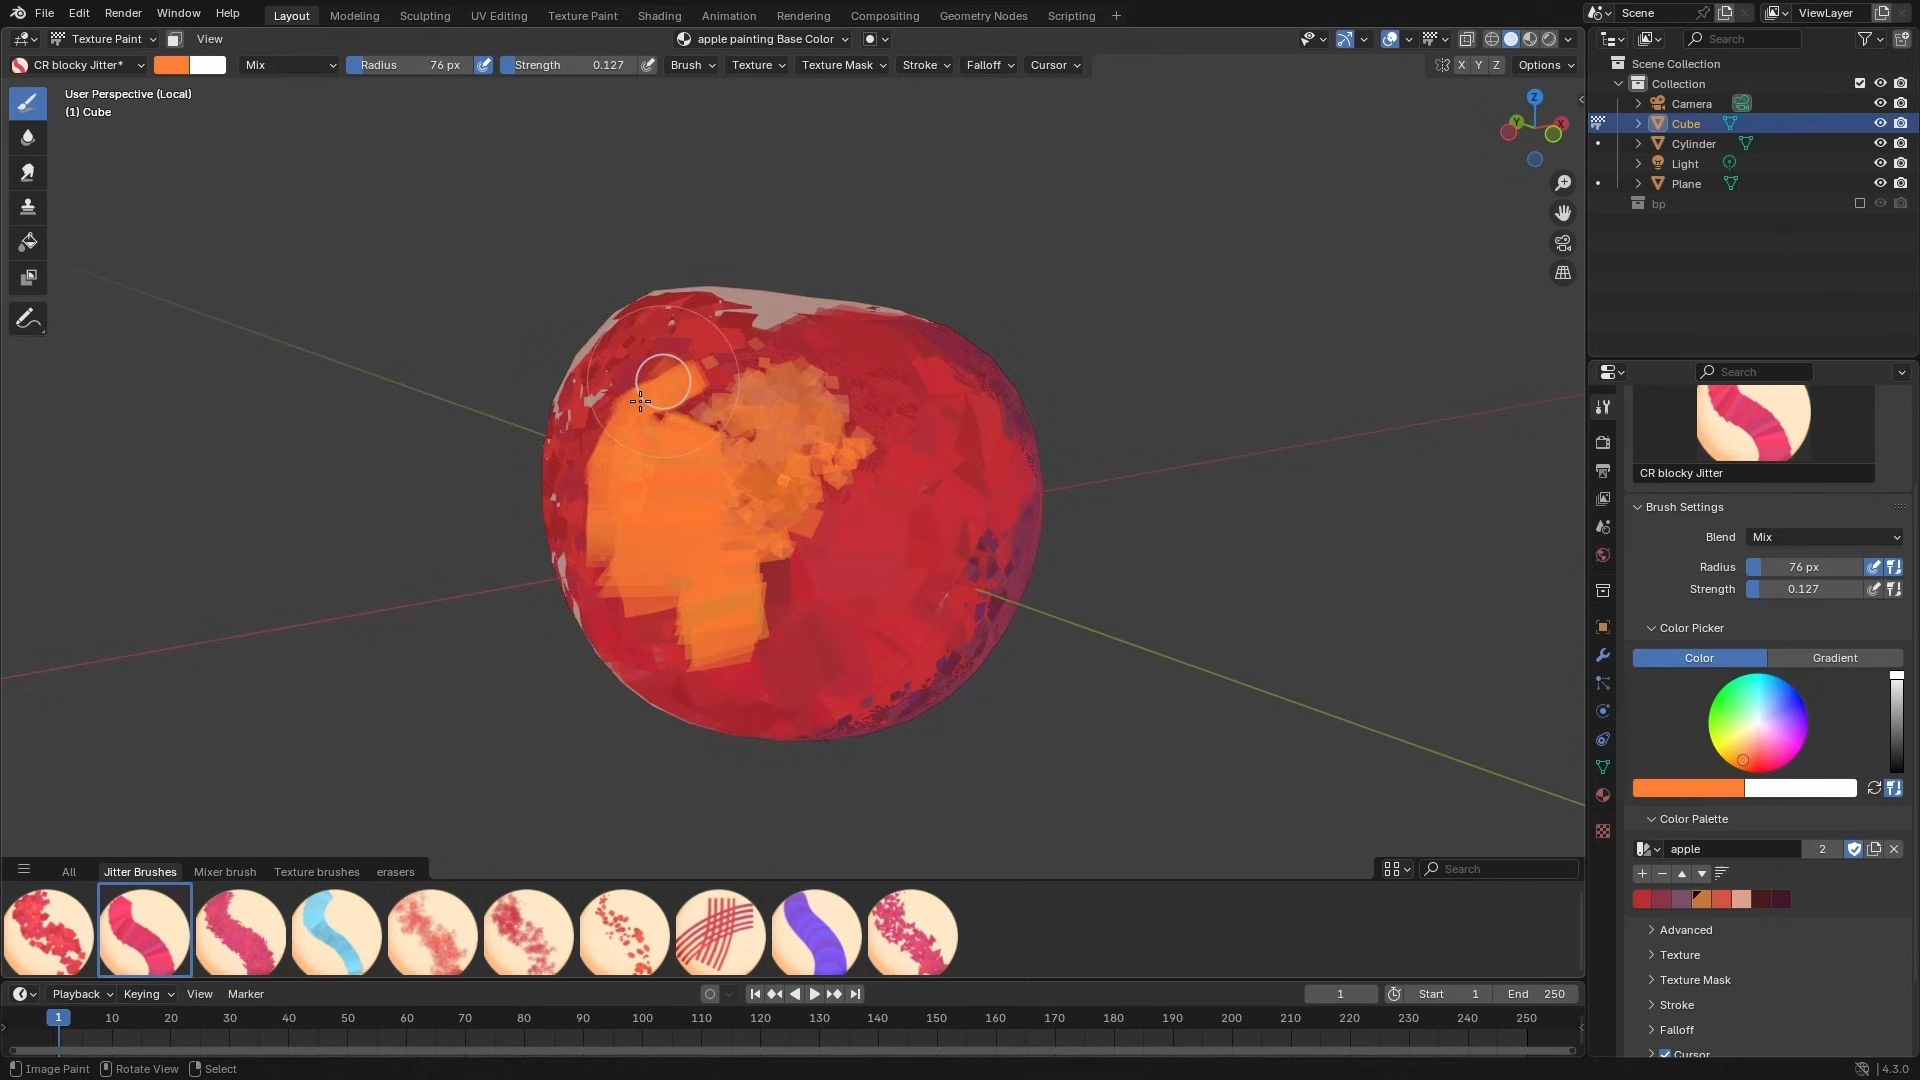 File Edit Render Window Help Layout Modeling Sculpting UV Editing Texture Paint Shading Animation Rendering Compositing Geometry Nodes Scripting + Scene ViewLayer
Texture Paint View apple painting Base Color Search
CR blocky Jitter* Mix Radius 76 px Strength 0.127 Brush Texture Texture Mask Stroke Falloff Cursor X Y Z Options
User Perspective (Local)
(1) Cube
Z
Y
X
Scene Collection
Collection
Camera
Cube
Cylinder
Light
Plane
bp
Search
CR blocky Jitter
Brush Settings
Blend Mix
Radius 76 px
Strength 0.127
Color Picker
Color Gradient
Color Palette
apple 2
Advanced
Texture
Texture Mask
Stroke
Falloff
Cursor
All Jitter Brushes Mixer brush Texture brushes erasers Search
Playback Keying View Marker 1 Start 1 End 250
1 10 20 30 40 50 60 70 80 90 100 110 120 130 140 150 160 170 180 190 200 210 220 230 240 250
Image Paint Rotate View Select 4.3.0